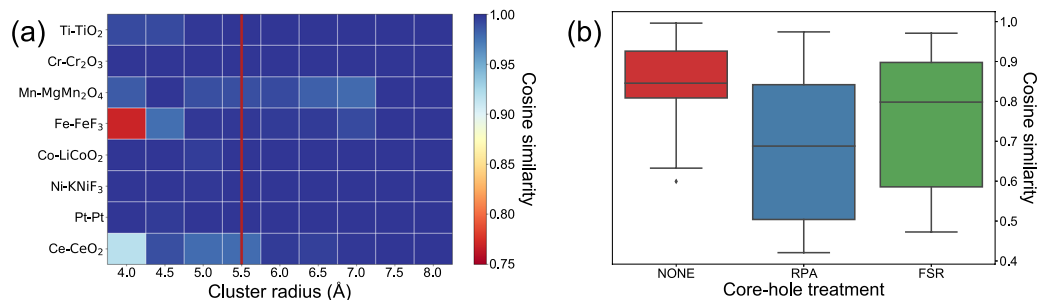 (a)
Ti-TiO₂
Cr-Cr₂O₃
Mn-MgMn₂O₄
Fe-FeF₃
Co-LiCoO₂
Ni-KNiF₃
Pt-Pt
Ce-CeO₂
4.0 4.5 5.0 5.5 6.0 6.5 7.0 7.5 8.0
Cluster radius (Å)
1.00
0.95
0.90
0.85
0.80
0.75
Cosine similarity
(b)
1.0
0.9
0.8
0.7
0.6
0.5
0.4
Cosine similarity
NONE RPA FSR
Core-hole treatment